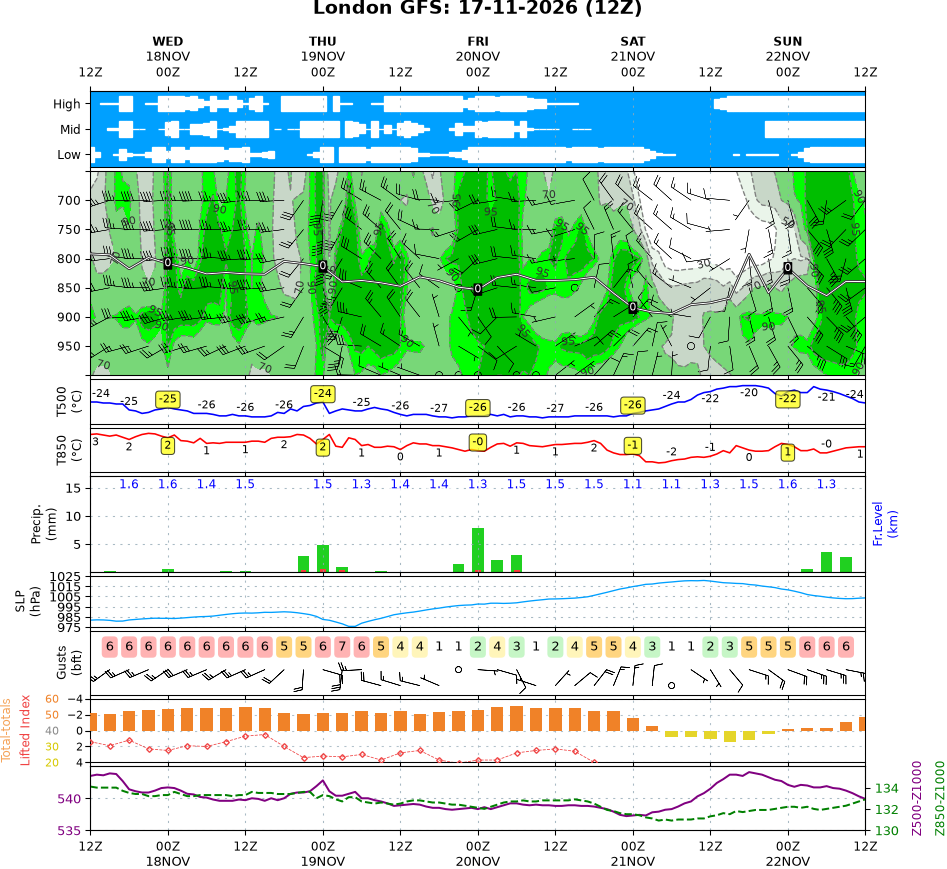 London GFS: 17-11-2026 (12Z)
WED THU FRI SAT SUN
18NOV 19NOV 20NOV 21NOV 22NOV
12Z 00Z 12Z 00Z 12Z 00Z 12Z 00Z 12Z 00Z 12Z
High
Mid
Low
700
750
800
850
900
950
0 0 0 0 0
T500
(°C)
-24 -25 -25 -26 -26 -26 -24 -25 -26 -27 -26 -26 -27 -26 -26 -24 -22 -20 -22 -21 -24
T850
(°C)
3 2 2 1 1 2 2 1 0 1 -0 1 1 2 -1 -2 -1 0 1 -0 1
1.6 1.6 1.4 1.5 1.5 1.3 1.4 1.4 1.3 1.5 1.5 1.5 1.1 1.1 1.3 1.5 1.6 1.3
Precip.
(mm)
15
10
5
Fr.Level
(km)
SLP
(hPa)
1025
1015
1005
995
985
975
Gusts
(bft)
6 6 6 6 6 6 6 6 6 5 5 6 7 6 5 4 4 1 1 2 4 3 1 2 4 5 5 4 3 1 1 2 3 5 5 5 6 6 6
Total-totals
Lifted Index
60 −4
50 −2
40 0
30 2
20 4
540
535
134
132
130
Z500-Z1000
Z850-Z1000
12Z 00Z 12Z 00Z 12Z 00Z 12Z 00Z 12Z 00Z 12Z
18NOV 19NOV 20NOV 21NOV 22NOV